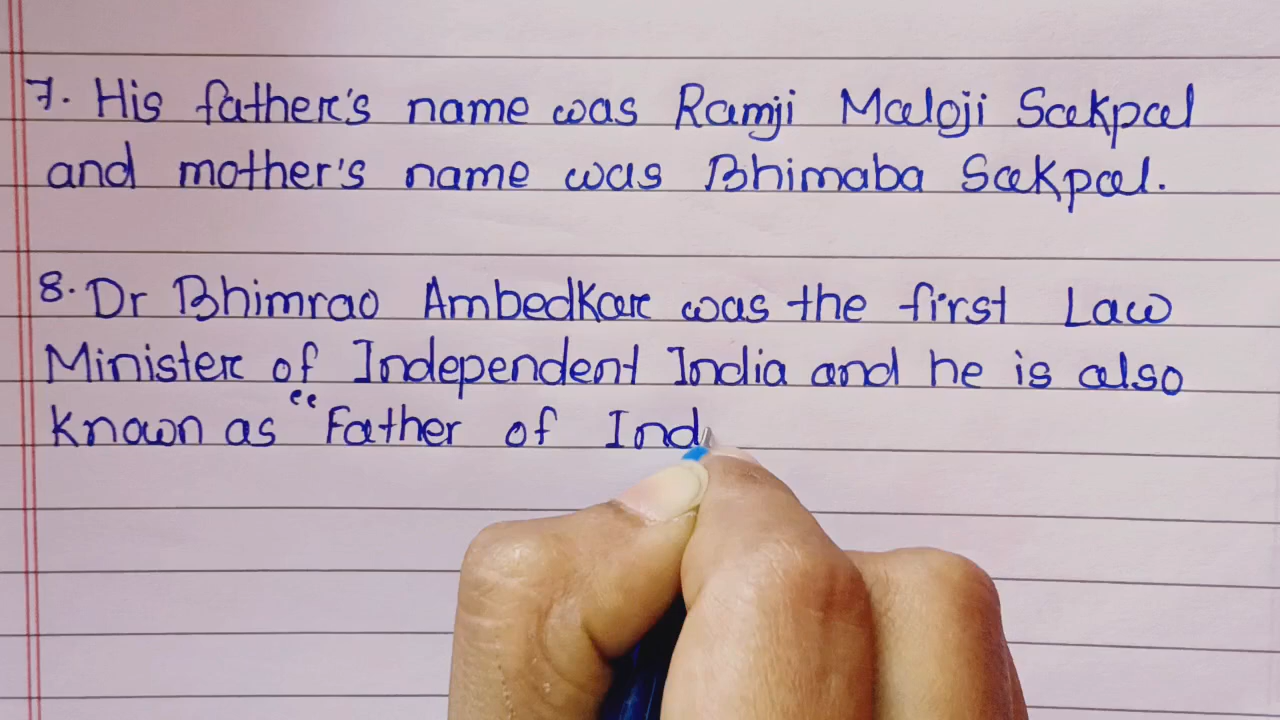 7. His father's name was Ramji Maloji Sakpal
and mother's name was Bhimaba Sakpal.
8. Dr Bhimrao Ambedkar was the first Law
Minister of Independent India and he is also
known as "Father of Ind